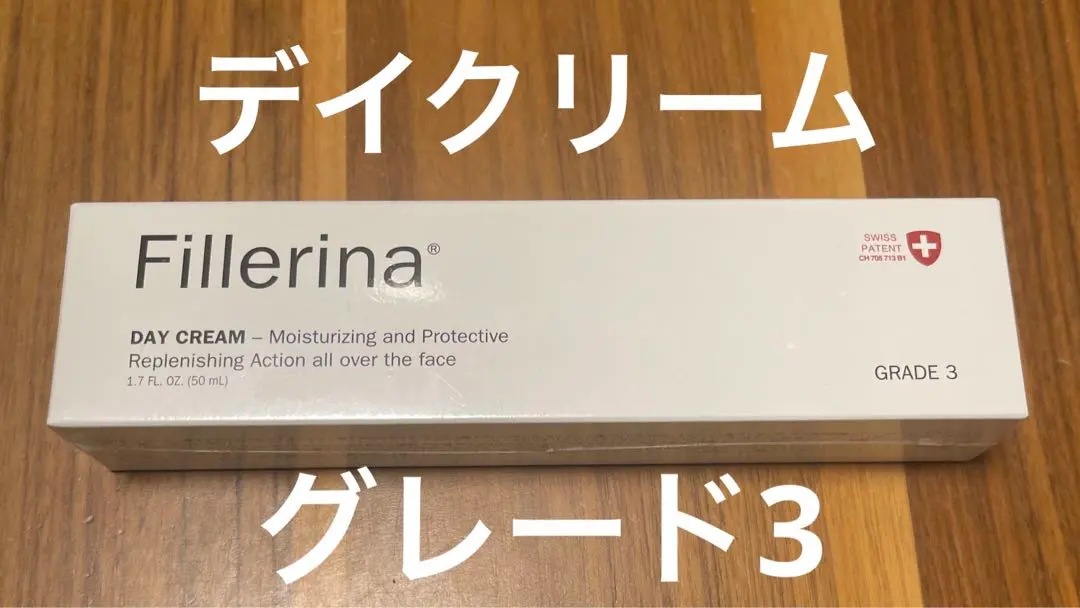 デイクリーム
Fillerina®
SWISS
PATENT
CH 706 713 B1
DAY CREAM – Moisturizing and Protective
Replenishing Action all over the face
1.7 FL. OZ. (50 mL)
GRADE 3
グレード3